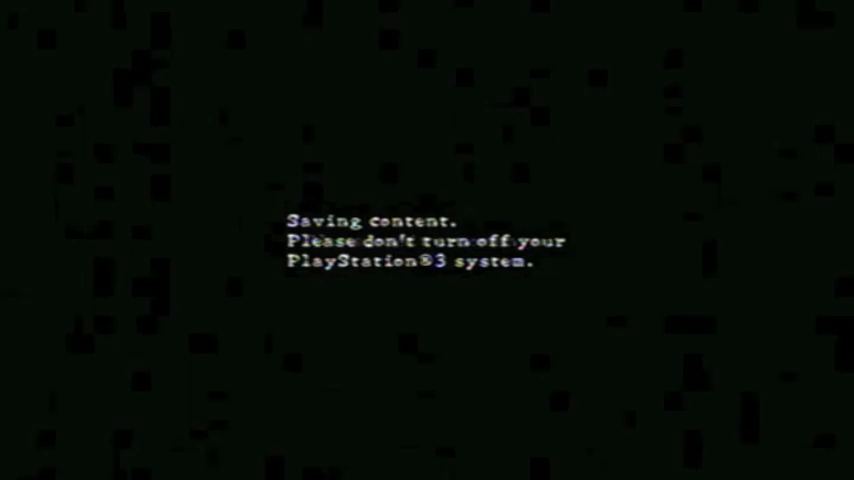 Saving content.
Please don't turn off your
PlayStation®3 system.